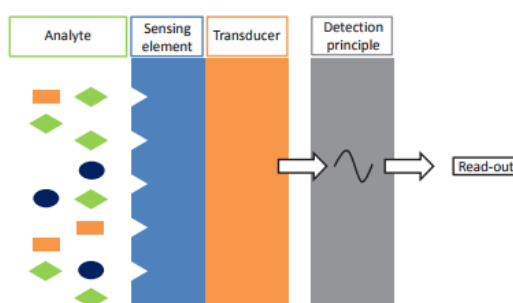 Analyte
Sensing
element
Transducer
Detection
principle
Read-out